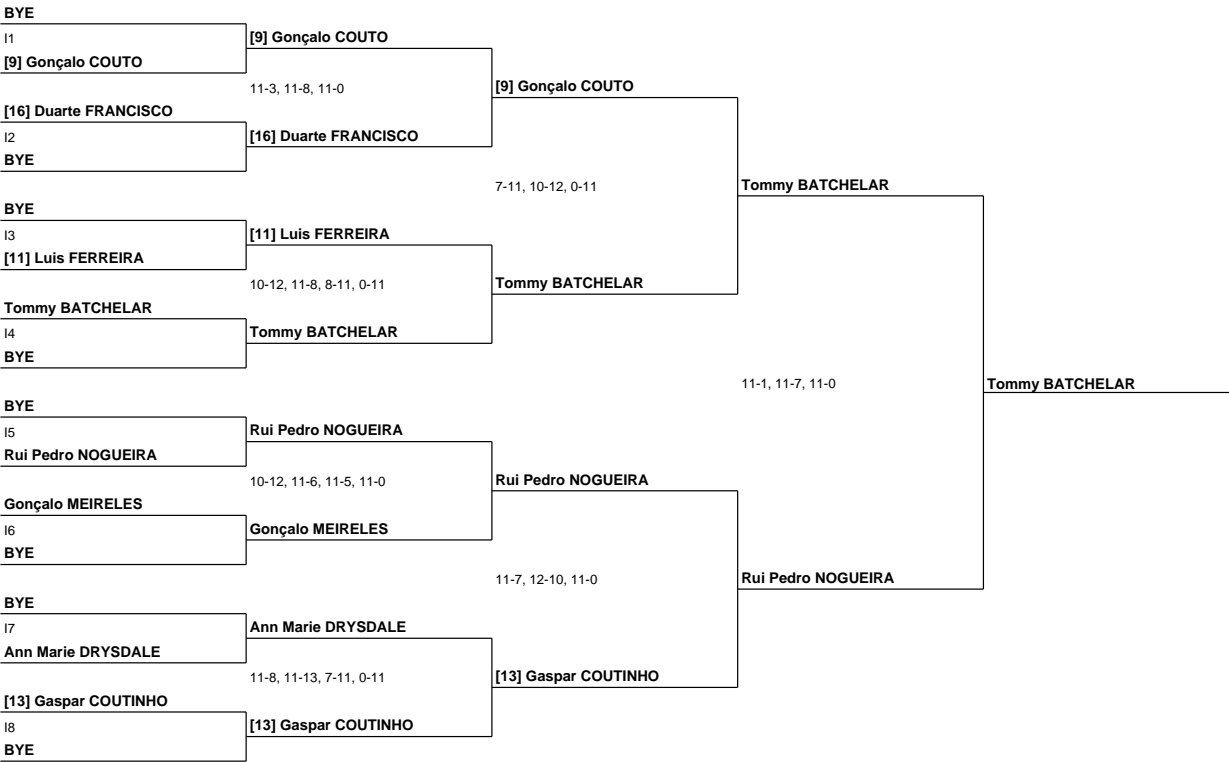 BYE
I1
[9] Gonçalo COUTO
[9] Gonçalo COUTO
11-3, 11-8, 11-0
[9] Gonçalo COUTO
[16] Duarte FRANCISCO
I2
[16] Duarte FRANCISCO
BYE
7-11, 10-12, 0-11
Tommy BATCHELAR
BYE
I3
[11] Luis FERREIRA
[11] Luis FERREIRA
10-12, 11-8, 8-11, 0-11
Tommy BATCHELAR
Tommy BATCHELAR
I4
Tommy BATCHELAR
BYE
11-1, 11-7, 11-0
Tommy BATCHELAR
BYE
I5
Rui Pedro NOGUEIRA
Rui Pedro NOGUEIRA
10-12, 11-6, 11-5, 11-0
Rui Pedro NOGUEIRA
Gonçalo MEIRELES
I6
Gonçalo MEIRELES
BYE
11-7, 12-10, 11-0
Rui Pedro NOGUEIRA
BYE
I7
Ann Marie DRYSDALE
Ann Marie DRYSDALE
11-8, 11-13, 7-11, 0-11
[13] Gaspar COUTINHO
[13] Gaspar COUTINHO
I8
[13] Gaspar COUTINHO
BYE